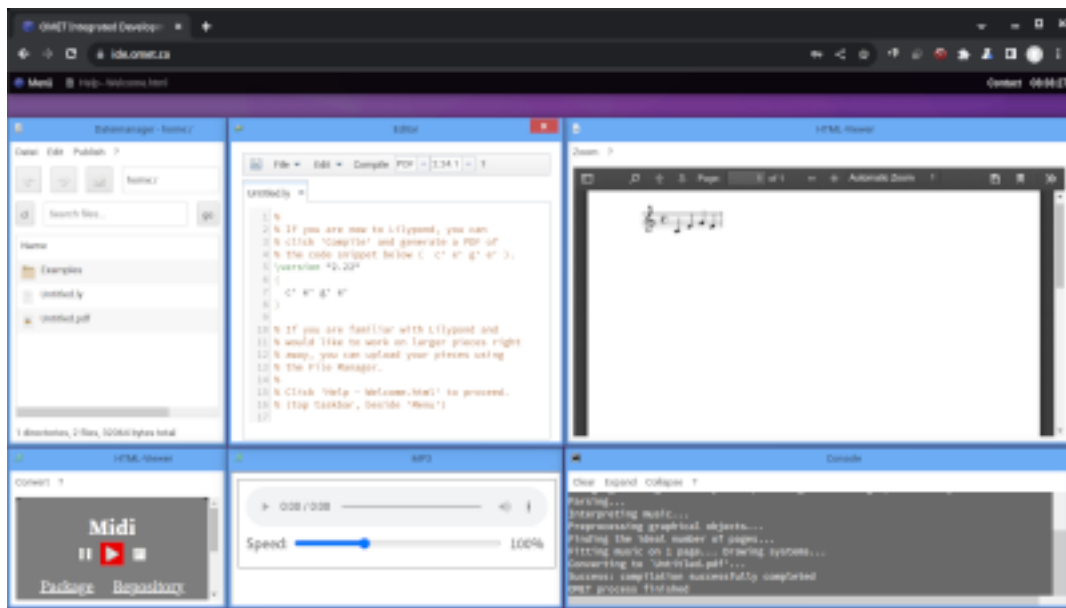 OMET Integrated Develop
ide.omet.ca
Menü Help - Welcome.html
Contact
Dateimanager - home:/
Datei Edit Publish ?
home:/
Search files...
go
Name
Examples
Untitled.ly
Untitled.pdf
1 directories, 2 files, bytes total
Editor
File Edit Compile PDF ?
Untitled.ly
1 %
2 % If you are new to Lilypond, you can
3 % click 'Compile' and generate a PDF of
4 % the code snippet below ( c' e' g' e' ).
5 \version
6 {
7 c' e' g' e'
8 }
9
10 % If you are familiar with Lilypond and
11 % would like to work on larger pieces right
12 % away, you can upload your pieces using
13 % the File Manager.
14 %
15 % Click 'Help - Welcome.html' to proceed.
16 % (top taskbar, beside 'Menu')
17
HTML-Viewer
Zoom ?
Page: of 1 Automatic Zoom
HTML-Viewer
Convert ?
Midi
Package Repository
MP3
0:00 / 0:00
Speed: 100%
Console
Clear Expand Collapse ?
Parsing...
Interpreting music...
Preprocessing graphical objects...
Finding the ideal number of pages...
Fitting music on 1 page... Drawing systems...
Converting to `Untitled.pdf'...
Success: compilation successfully completed
OMET process finished